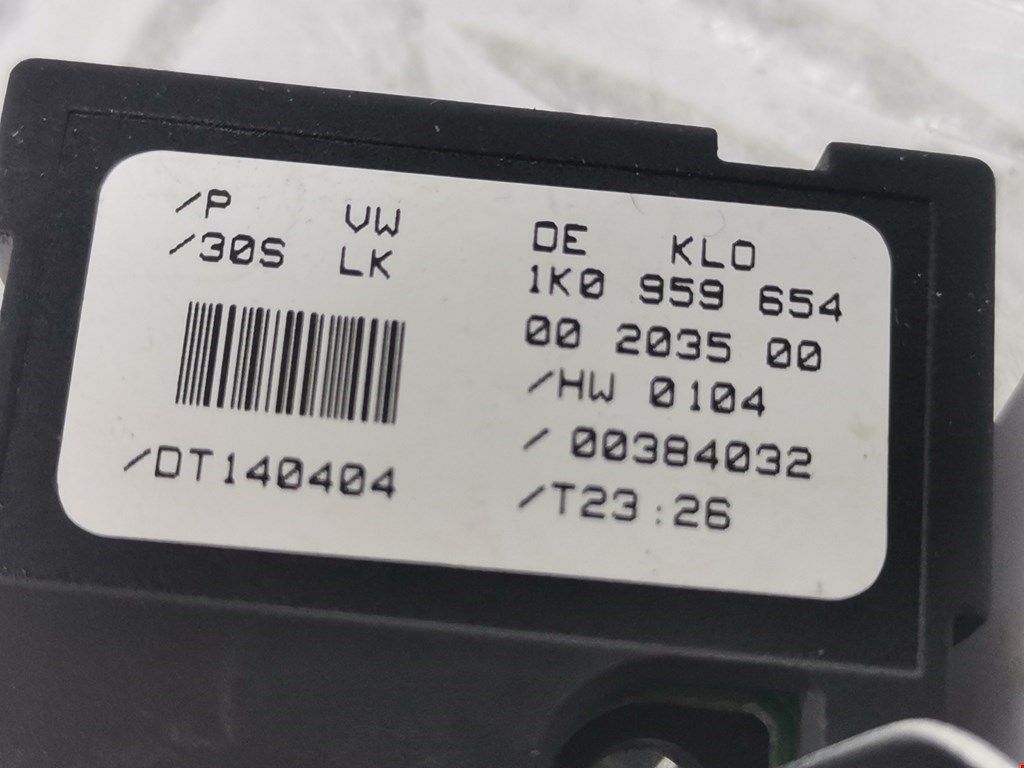 /P VW
/30S LK
/DT140404
DE KLO
1K0 959 654
00 2035 00
/HW 0104
/ 00384032
/T23:26